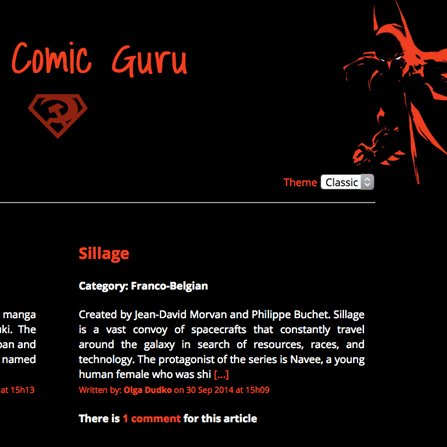 Comic Guru
Theme Classic
Sillage
Category: Franco-Belgian
manga
uki. The
pan and
named
at 15h13
Created by Jean-David Morvan and Philippe Buchet. Sillage
is a vast convoy of spacecrafts that constantly travel
around the galaxy in search of resources, races, and
technology. The protagonist of the series is Navee, a young
human female who was shi [...]
Written by: Olga Dudko on 30 Sep 2014 at 15h09
There is 1 comment for this article